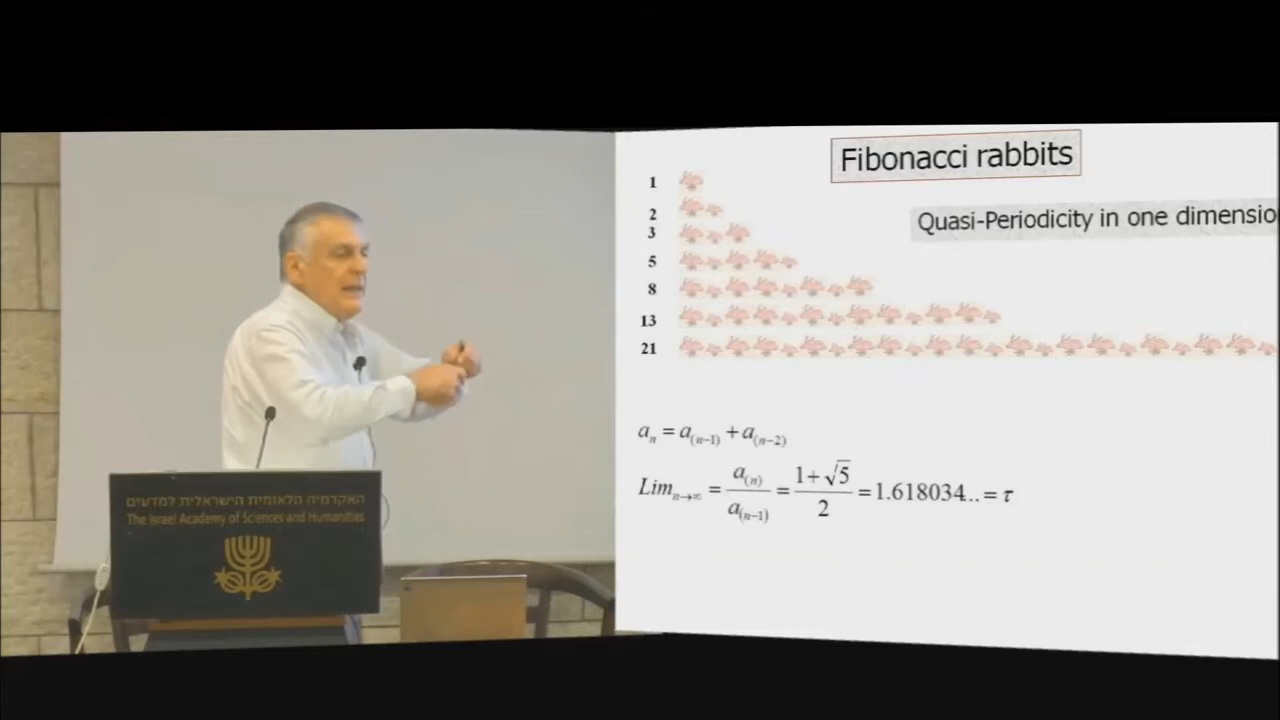 האקדמיה הלאומית הישראלית למדעים
The Israel Academy of Sciences and Humanities
Fibonacci rabbits
Quasi-Periodicity in one dimensio
1
2
3
5
8
13
21
aₙ = a₍ₙ₋₁₎ + a₍ₙ₋₂₎
Limₙ→∞ = a₍ₙ₎ / a₍ₙ₋₁₎ = (1+√5) / 2 = 1.618034.. = τ